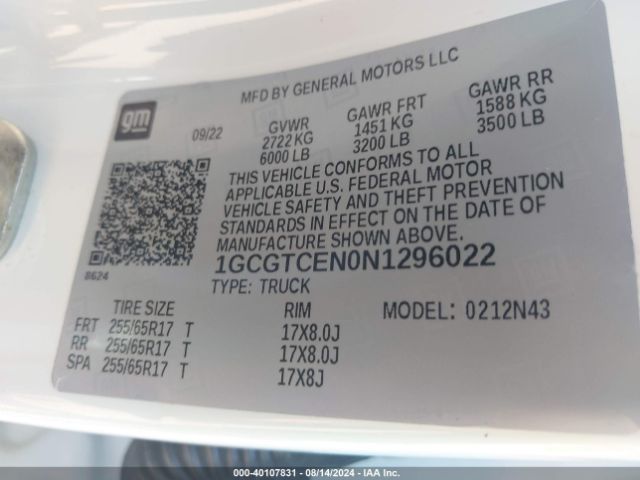 MFD BY GENERAL MOTORS LLC
gm
09/22
GVWR
2722 KG
6000 LB
GAWR FRT
1451 KG
3200 LB
GAWR RR
1588 KG
3500 LB
THIS VEHICLE CONFORMS TO ALL
APPLICABLE U.S. FEDERAL MOTOR
VEHICLE SAFETY AND THEFT PREVENTION
STANDARDS IN EFFECT ON THE DATE OF
MANUFACTURE SHOWN ABOVE.
8624
1GCGTCEN0N1296022
TYPE: TRUCK
MODEL: 0212N43
TIRE SIZE RIM
FRT 255/65R17 T 17X8.0J
RR 255/65R17 T 17X8.0J
SPA 255/65R17 T 17X8J
© - 40107831 - 08/14/2024 - IAA Inc.